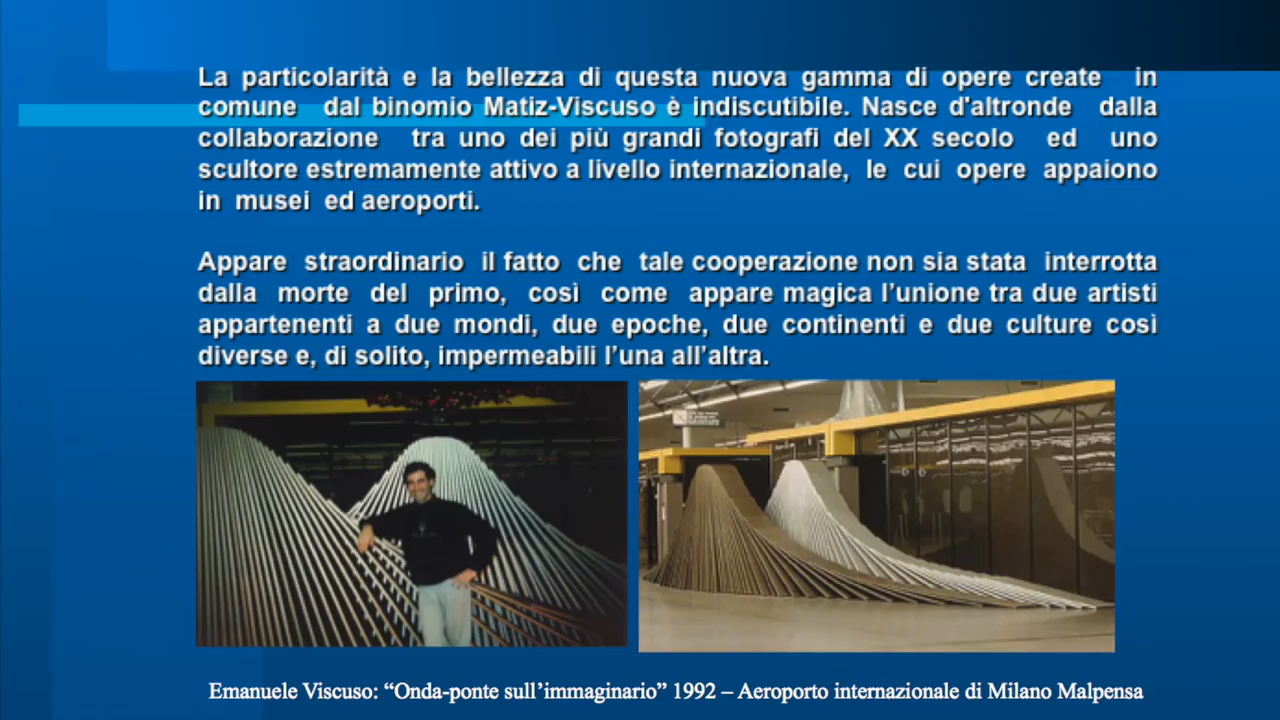 La particolarità e la bellezza di questa nuova gamma di opere create in
comune dal binomio Matiz-Viscuso è indiscutibile. Nasce d'altronde dalla
collaborazione tra uno dei più grandi fotografi del XX secolo ed uno
scultore estremamente attivo a livello internazionale, le cui opere appaiono
in musei ed aeroporti.
Appare straordinario il fatto che tale cooperazione non sia stata interrotta
dalla morte del primo, così come appare magica l’unione tra due artisti
appartenenti a due mondi, due epoche, due continenti e due culture così
diverse e, di solito, impermeabili l’una all’altra.
Emanuele Viscuso: “Onda-ponte sull’immaginario” 1992 – Aeroporto internazionale di Milano Malpensa